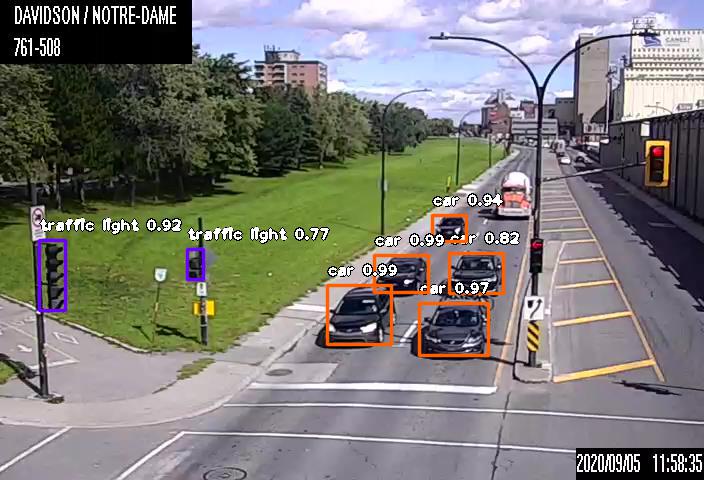 DAVIDSON / NOTRE-DAME
761-508
car 0.94
traffic light 0.92
traffic light 0.77
car 0.99
car 0.82
car 0.99
car 0.97
2020/09/05 11:58:35